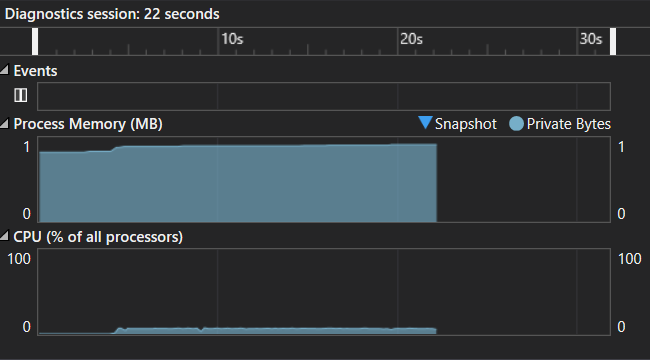 Diagnostics session: 22 seconds
10s 20s 30s
Events
Process Memory (MB) Snapshot Private Bytes
1 1
0 0
CPU (% of all processors)
100 100
0 0